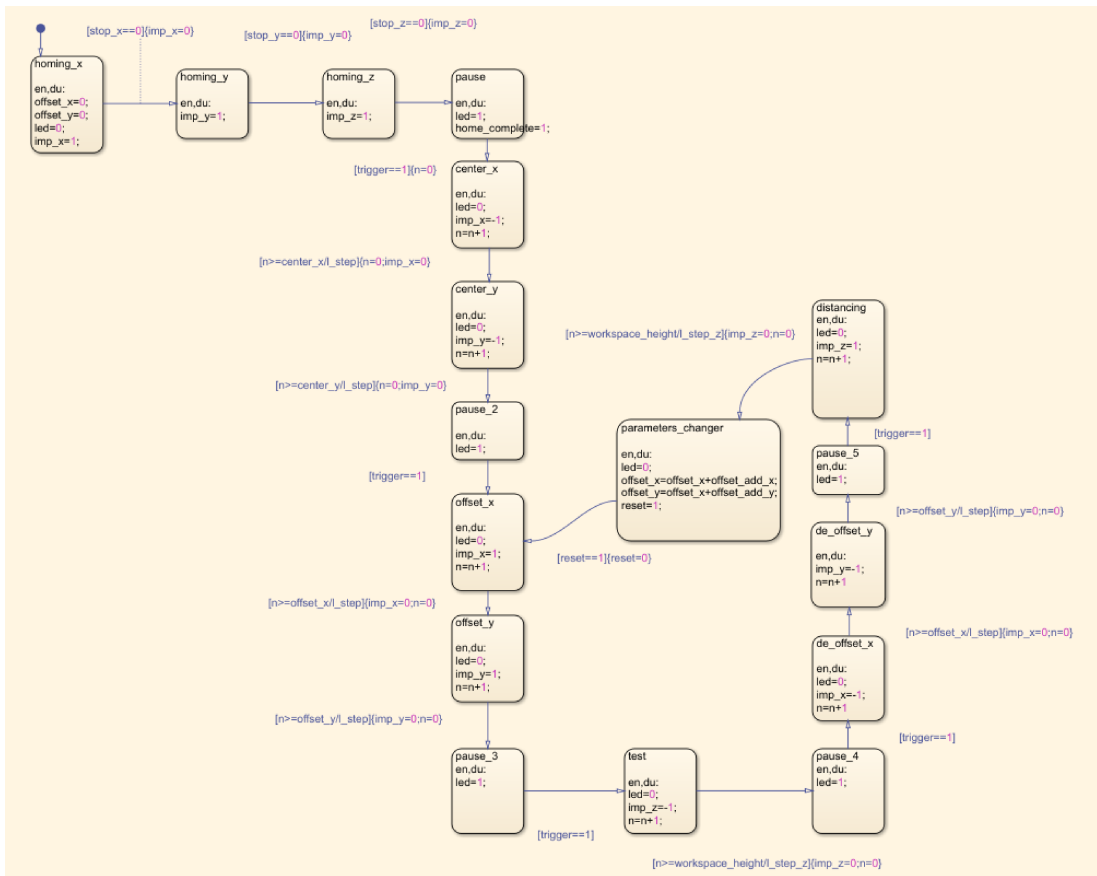 [stop_x==0]{imp_x=0}
[stop_y==0]{imp_y=0}
[stop_z==0]{imp_z=0}
homing_x
en,du:
offset_x=0;
offset_y=0;
led=0;
imp_x=1;
homing_y
en,du:
imp_y=1;
homing_z
en,du:
imp_z=1;
pause
en,du:
led=1;
home_complete=1;
[trigger==1]{n=0}
center_x
en,du:
led=0;
imp_x=-1;
n=n+1;
[n>=center_x/l_step]{n=0;imp_x=0}
center_y
en,du:
led=0;
imp_y=-1;
n=n+1;
[n>=center_y/l_step]{n=0;imp_y=0}
pause_2
en,du:
led=1;
[trigger==1]
offset_x
en,du:
led=0;
imp_x=1;
n=n+1;
[n>=offset_x/l_step]{imp_x=0;n=0}
offset_y
en,du:
led=0;
imp_y=1;
n=n+1;
[n>=offset_y/l_step]{imp_y=0;n=0}
pause_3
en,du:
led=1;
[trigger==1]
test
en,du:
led=0;
imp_z=-1;
n=n+1;
[n>=workspace_height/l_step_z]{imp_z=0;n=0}
pause_4
en,du:
led=1;
[trigger==1]
de_offset_x
en,du:
led=0;
imp_x=-1;
n=n+1
[n>=offset_x/l_step]{imp_x=0;n=0}
de_offset_y
en,du:
imp_y=-1;
n=n+1
[n>=offset_y/l_step]{imp_y=0;n=0}
pause_5
en,du:
led=1;
[trigger==1]
distancing
en,du:
led=0;
imp_z=1;
n=n+1;
[n>=workspace_height/l_step_z]{imp_z=0;n=0}
parameters_changer
en,du:
led=0;
offset_x=offset_x+offset_add_x;
offset_y=offset_x+offset_add_y;
reset=1;
[reset==1]{reset=0}